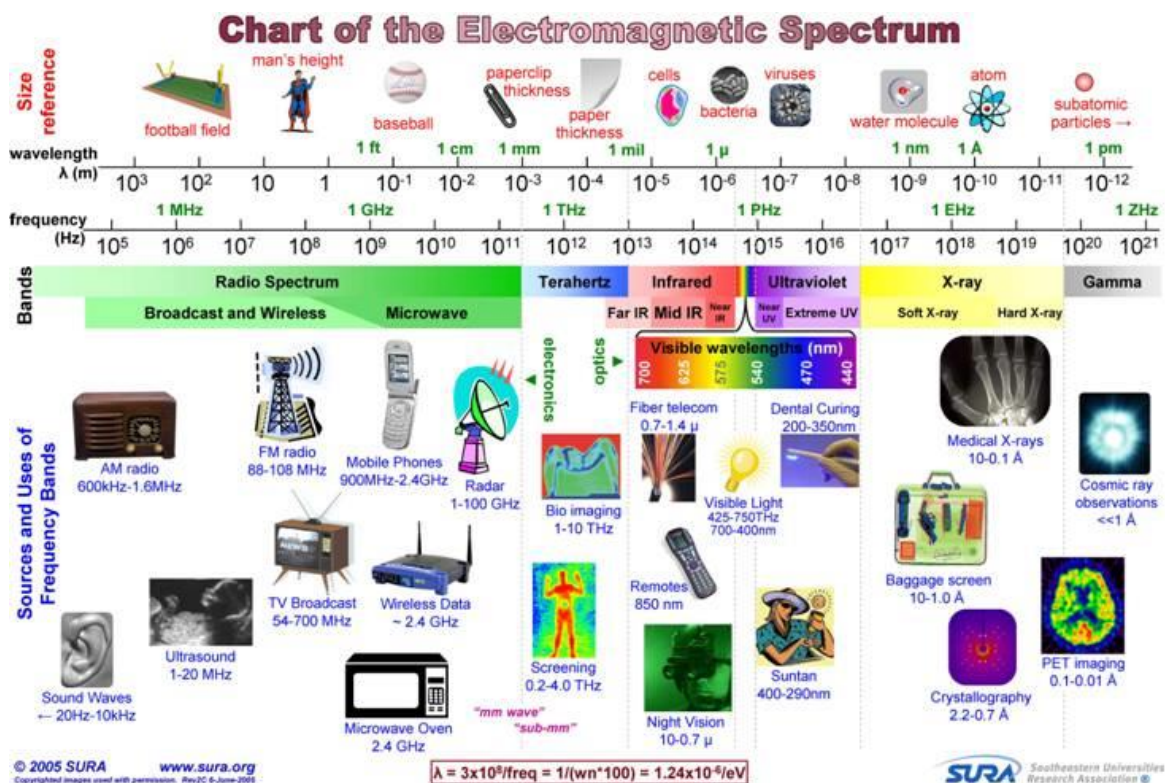 Chart of the Electromagnetic Spectrum
Size
reference
football field
man's height
baseball
paperclip
thickness
paper
thickness
cells
bacteria
viruses
water molecule
atom
subatomic
particles →
wavelength
λ (m)
1 ft
1 cm
1 mm
1 mil
1 μ
1 nm
1 Å
1 pm
10³ 10² 10 1 10⁻¹ 10⁻² 10⁻³ 10⁻⁴ 10⁻⁵ 10⁻⁶ 10⁻⁷ 10⁻⁸ 10⁻⁹ 10⁻¹⁰ 10⁻¹¹ 10⁻¹²
frequency
(Hz)
1 MHz
1 GHz
1 THz
1 PHz
1 EHz
1 ZHz
10⁵ 10⁶ 10⁷ 10⁸ 10⁹ 10¹⁰ 10¹¹ 10¹² 10¹³ 10¹⁴ 10¹⁵ 10¹⁶ 10¹⁷ 10¹⁸ 10¹⁹ 10²⁰ 10²¹
Bands
Radio Spectrum
Terahertz
Infrared
Ultraviolet
X-ray
Gamma
Broadcast and Wireless
Microwave
Far IR
Mid IR
Near
IR
Near
UV
Extreme UV
Soft X-ray
Hard X-ray
electronics
optics
Visible wavelengths (nm)
700 625 575 540 470 440
Sources and Uses of
Frequency Bands
AM radio
600kHz-1.6MHz
FM radio
88-108 MHz
Mobile Phones
900MHz-2.4GHz
Radar
1-100 GHz
Bio imaging
1-10 THz
Fiber telecom
0.7-1.4 μ
Visible Light
425-750THz
700-400nm
Dental Curing
200-350nm
Medical X-rays
10-0.1 Å
Cosmic ray
observations
<<1 Å
Sound Waves
← 20Hz-10kHz
Ultrasound
1-20 MHz
NEWS
TV Broadcast
54-700 MHz
Wireless Data
~ 2.4 GHz
Microwave Oven
2.4 GHz
"mm wave"
"sub-mm"
Screening
0.2-4.0 THz
Remotes
850 nm
Night Vision
10-0.7 μ
Suntan
400-290nm
Baggage screen
10-1.0 Å
Crystallography
2.2-0.7 Å
PET imaging
0.1-0.01 Å
© 2005 SURA www.sura.org
Copyrighted images used with permission. Rev2C 6-June-2005
λ = 3x10⁸/freq = 1/(wn*100) = 1.24x10⁻⁶/eV
SURA
Southeastern Universities
Research Association ®